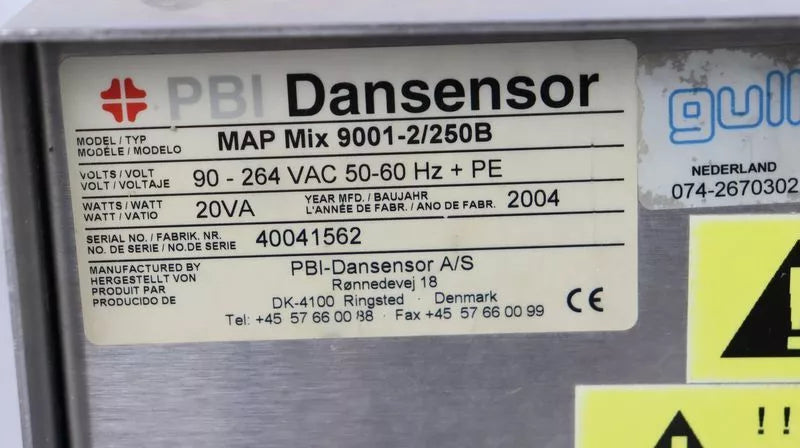 PBI Dansensor
MODEL / TYP
MODÈLE / MODELO
MAP Mix 9001-2/250B
VOLTS / VOLT
VOLT / VOLTAJE
90 - 264 VAC 50-60 Hz + PE
WATTS / WATT
WATT / VATIO
20VA
YEAR MFD. / BAUJAHR
L'ANNÉE DE FABR. / ANO DE FABR.
2004
SERIAL NO. / FABRIK. NR.
NO. DE SERIE / NO. DE SERIE
40041562
MANUFACTURED BY
HERGESTELLT VON
PRODUIT PAR
PRODUCIDO DE
PBI-Dansensor A/S
Rønnedevej 18
DK-4100 Ringsted · Denmark
Tel: +45 57 66 00 88 · Fax +45 57 66 00 99
CE
NEDERLAND
074-2670302
!!